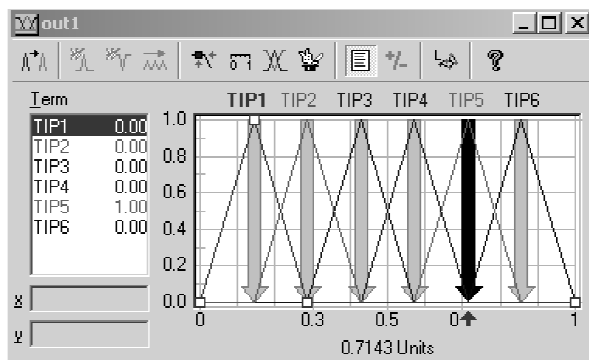 out1
Term
TIP1 TIP2 TIP3 TIP4 TIP5 TIP6
TIP1 0.00
TIP2 0.00
TIP3 0.00
TIP4 0.00
TIP5 1.00
TIP6 0.00
1.0
0.8
0.6
0.4
0.2
0.0
0 0.3 0.5 1
0.7143 Units
x
y